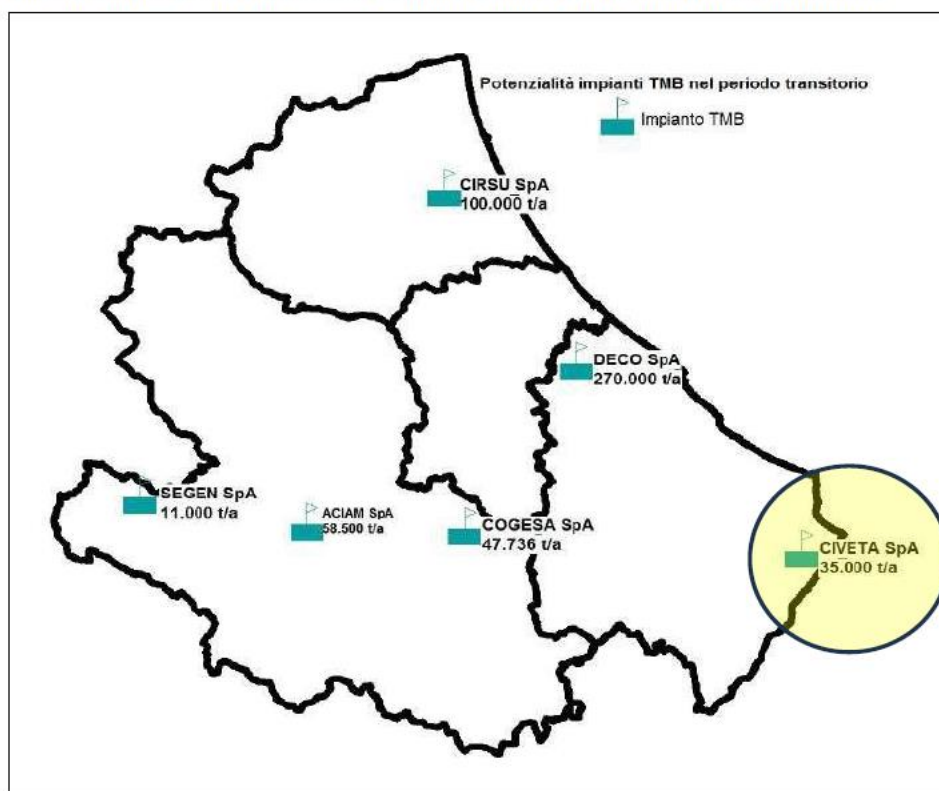 Potenzialità impianti TMB nel periodo transitorio
Impianto TMB
CIRSU SpA
100.000 t/a
DECO SpA
270.000 t/a
SEGEN SpA
11.000 t/a
ACIAM SpA
58.500 t/a
COGESA SpA
47.736 t/a
CIVETA SpA
35.000 t/a